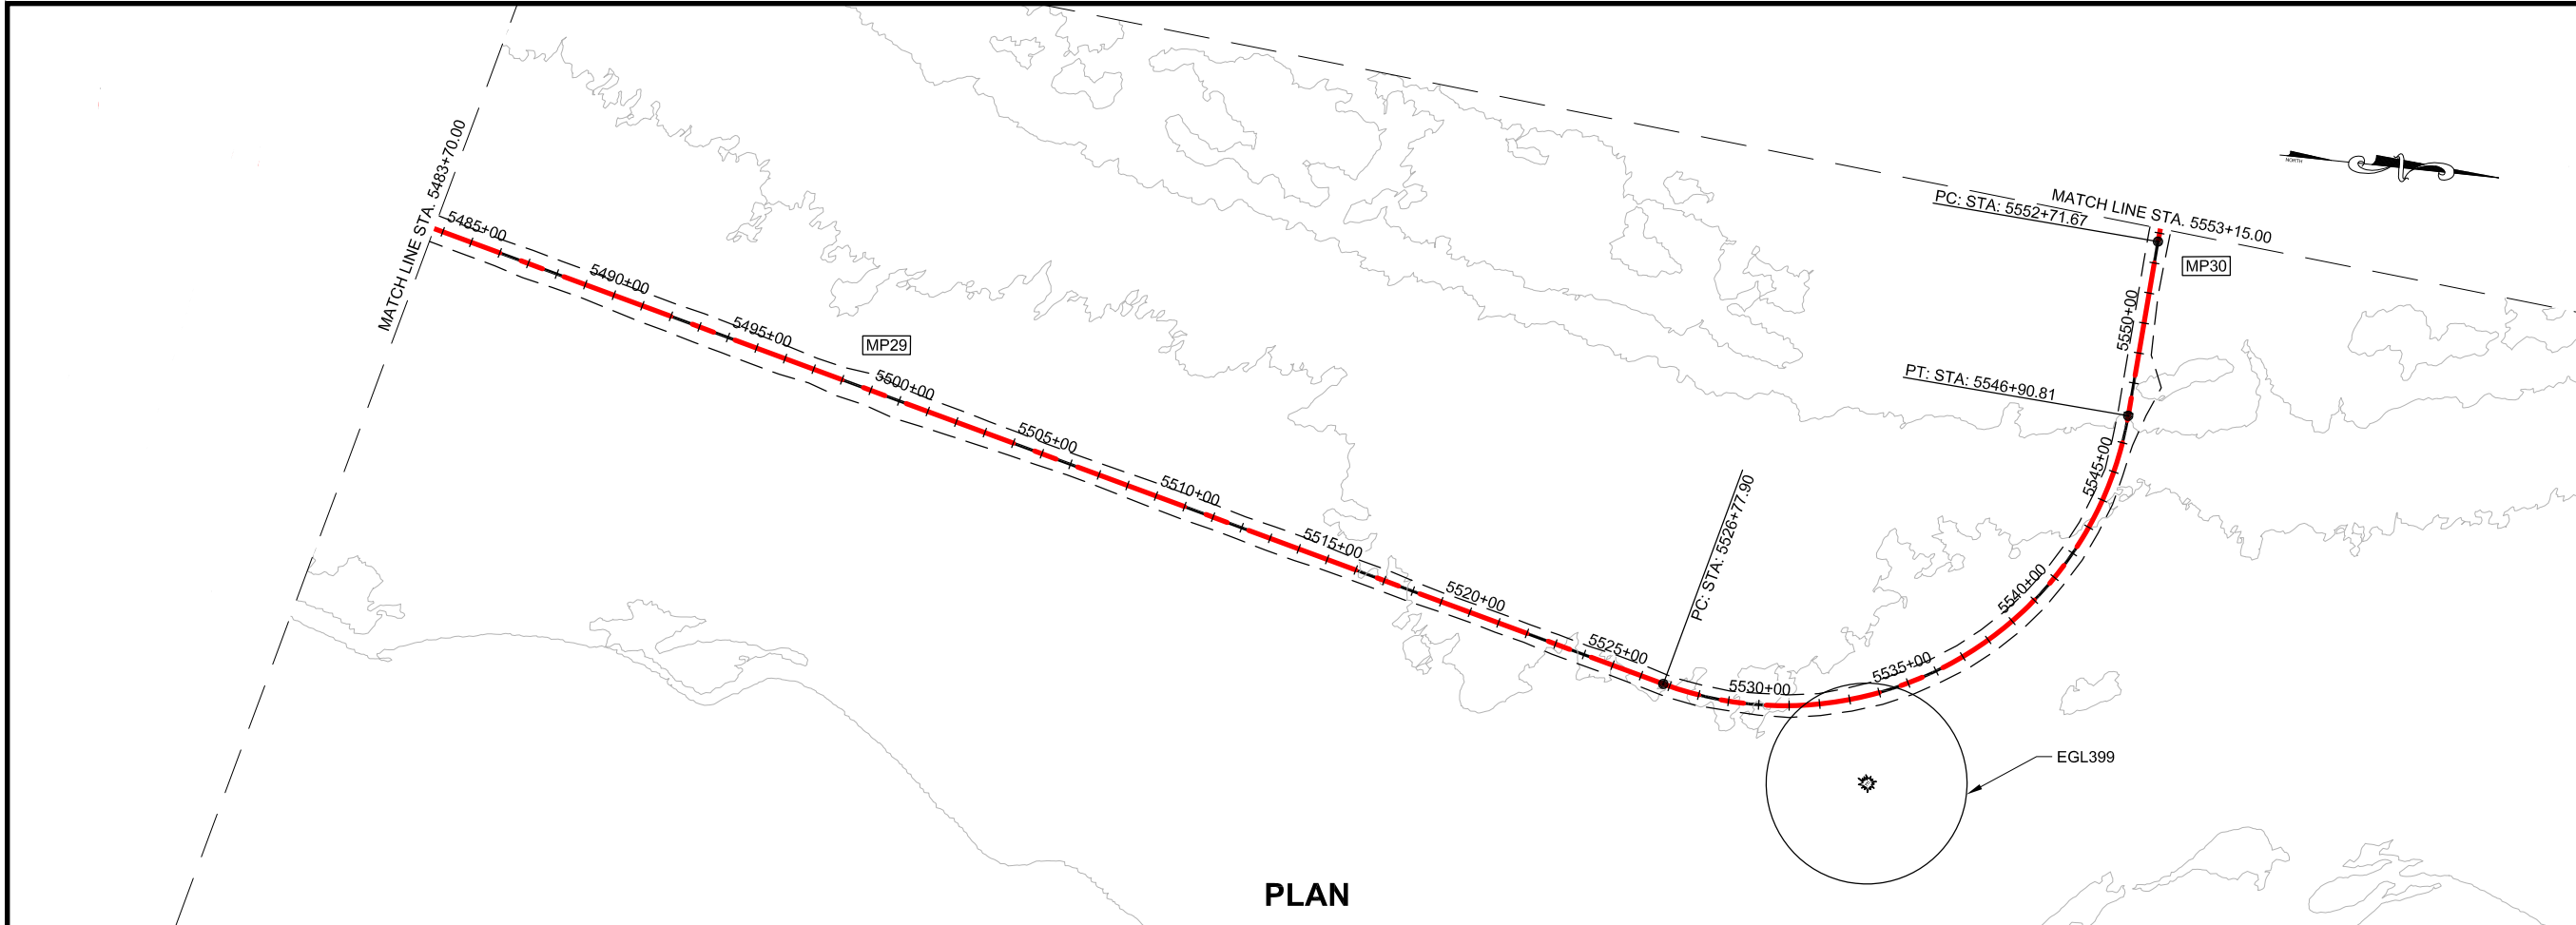 MATCH LINE STA. 5483+70.00
5485+00
5490+00
5495+00
MP29
5500+00
5505+00
5510+00
5515+00
5520+00
5525+00
PC: STA: 5526+77.90
5530+00
5535+00
5540+00
5545+00
PT: STA: 5546+90.81
5550+00
PC: STA: 5552+71.67
MATCH LINE STA. 5553+15.00
MP30
NORTH
EGL399
PLAN